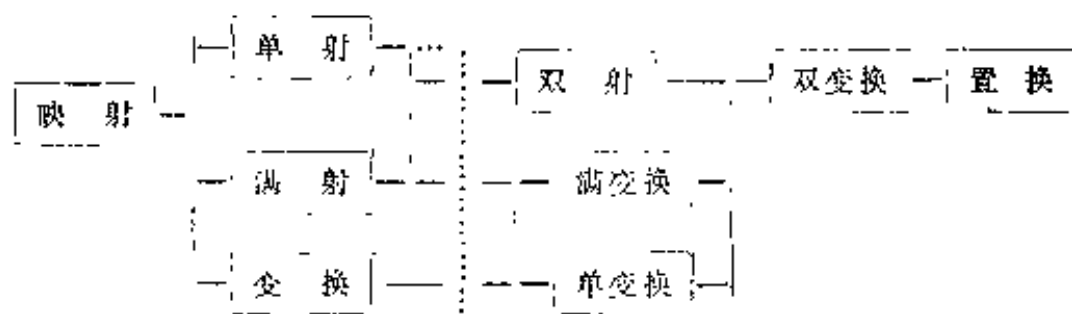 单 射
双 射 双变换 置 换
映 射
满 射 满变换
变 换 单变换